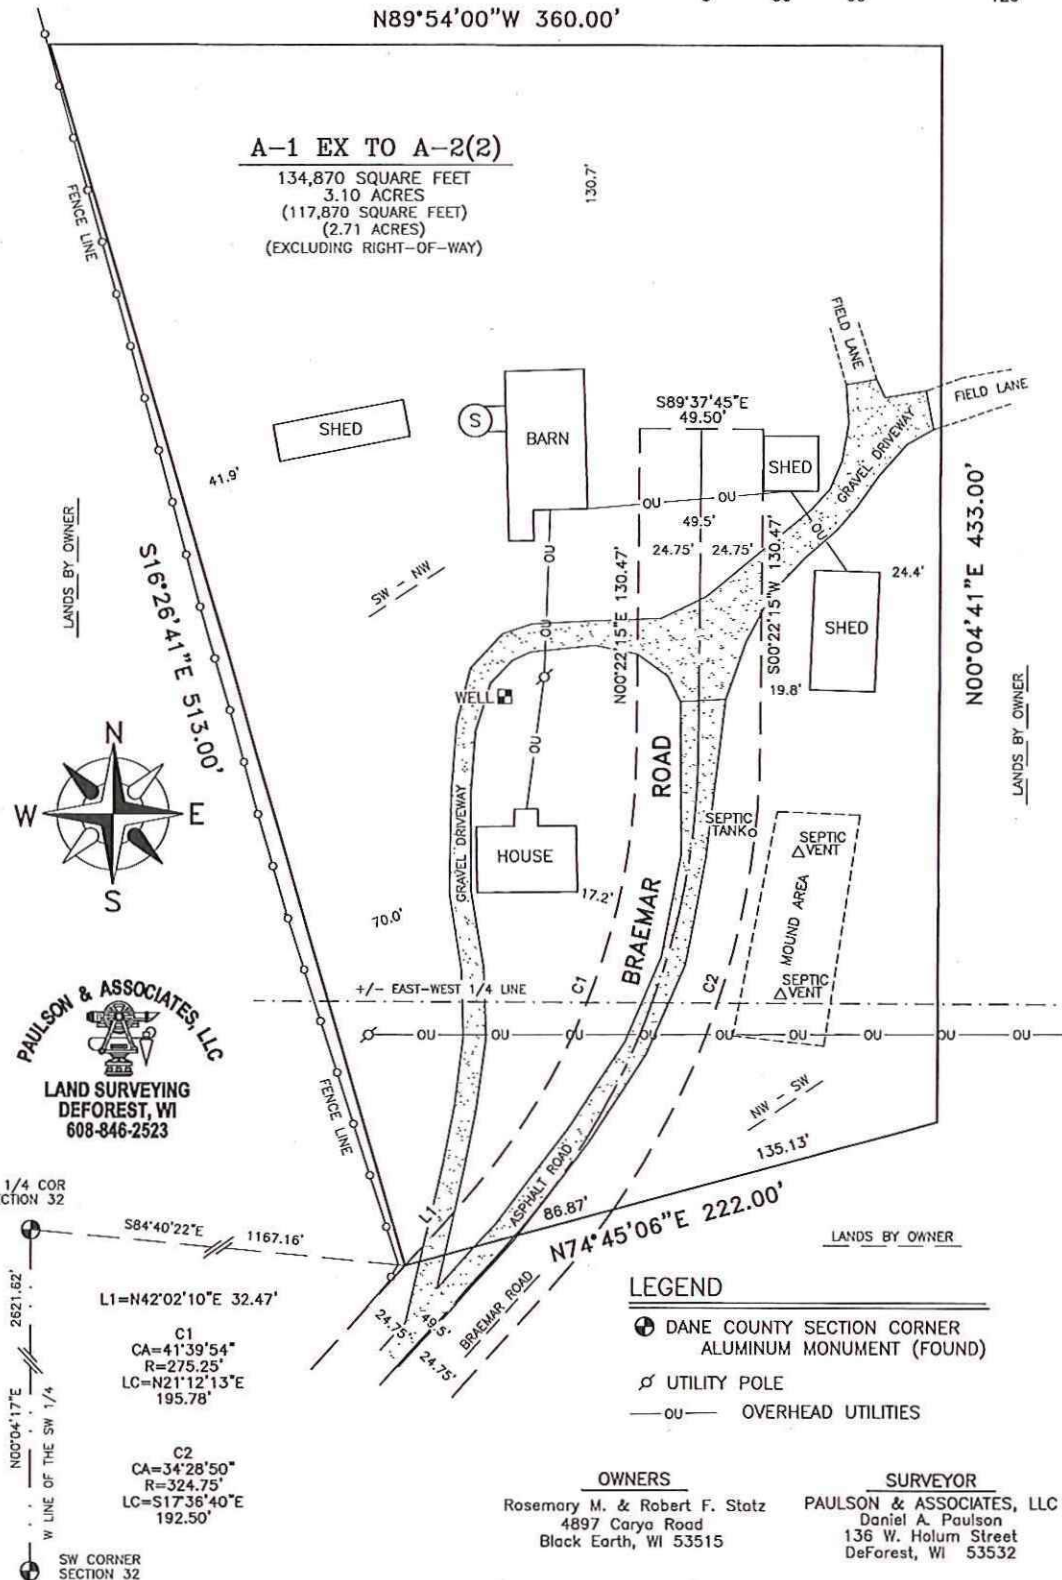 N89°54'00"W 360.00'
A-1 EX TO A-2(2)
134,870 SQUARE FEET
3.10 ACRES
(117,870 SQUARE FEET)
(2.71 ACRES)
(EXCLUDING RIGHT-OF-WAY)
130.7'
FENCE LINE
FIELD LANE
FIELD LANE
S89°37'45"E
49.50'
SHED
S
BARN
SHED
GRAVEL DRIVEWAY
41.9'
OU
OU
OU
49.5'
24.75'
24.75'
LANDS BY OWNER
S16°26'41"E 513.00'
SW - NW
OU
OU
N00°22'15"E 130.47'
S00°22'15"W 130.47'
24.4'
SHED
N00°04'41"E 433.00'
19.8'
WELL
OU
LANDS BY OWNER
N
W
E
S
GRAVEL DRIVEWAY
HOUSE
17.2'
70.0'
BRAEMAR ROAD
SEPTIC
TANK
SEPTIC
VENT
MOUND AREA
SEPTIC
VENT
+/- EAST-WEST 1/4 LINE
C1
C2
OU
OU
OU
OU
OU
OU
OU
OU
PAULSON & ASSOCIATES, LLC
LAND SURVEYING
DEFOREST, WI
608-846-2523
FENCE LINE
NW - SW
135.13'
ASPHALT ROAD
86.87'
L1
N74°45'06"E 222.00'
1/4 COR
S84°40'22"E
1167.16'
LANDS BY OWNER
24.75'
49.5'
24.75'
BRAEMAR ROAD
2621.62'
N00°04'17"E
W LINE OF THE SW 1/4
L1=N42°02'10"E 32.47'
C1
CA=41°39'54"
R=275.25'
LC=N21°12'13"E
195.78'
C2
CA=34°28'50"
R=324.75'
LC=S17°36'40"E
192.50'
SW CORNER
SECTION 32
LEGEND
DANE COUNTY SECTION CORNER
ALUMINUM MONUMENT (FOUND)
UTILITY POLE
OU OVERHEAD UTILITIES
OWNERS
Rosemary M. & Robert F. Statz
4897 Carya Road
Black Earth, WI 53515
SURVEYOR
PAULSON & ASSOCIATES, LLC
Daniel A. Paulson
136 W. Holum Street
DeForest, WI 53532